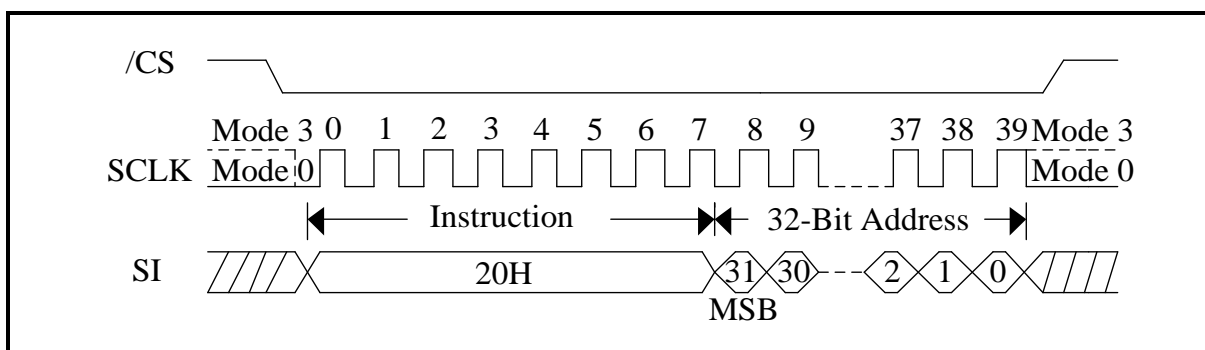 /CS
Mode 3 0 1 2 3 4 5 6 7 8 9 37 38 39 Mode 3
SCLK Mode 0 Mode 0
Instruction 32-Bit Address
SI 20H 31 30 2 1 0
MSB